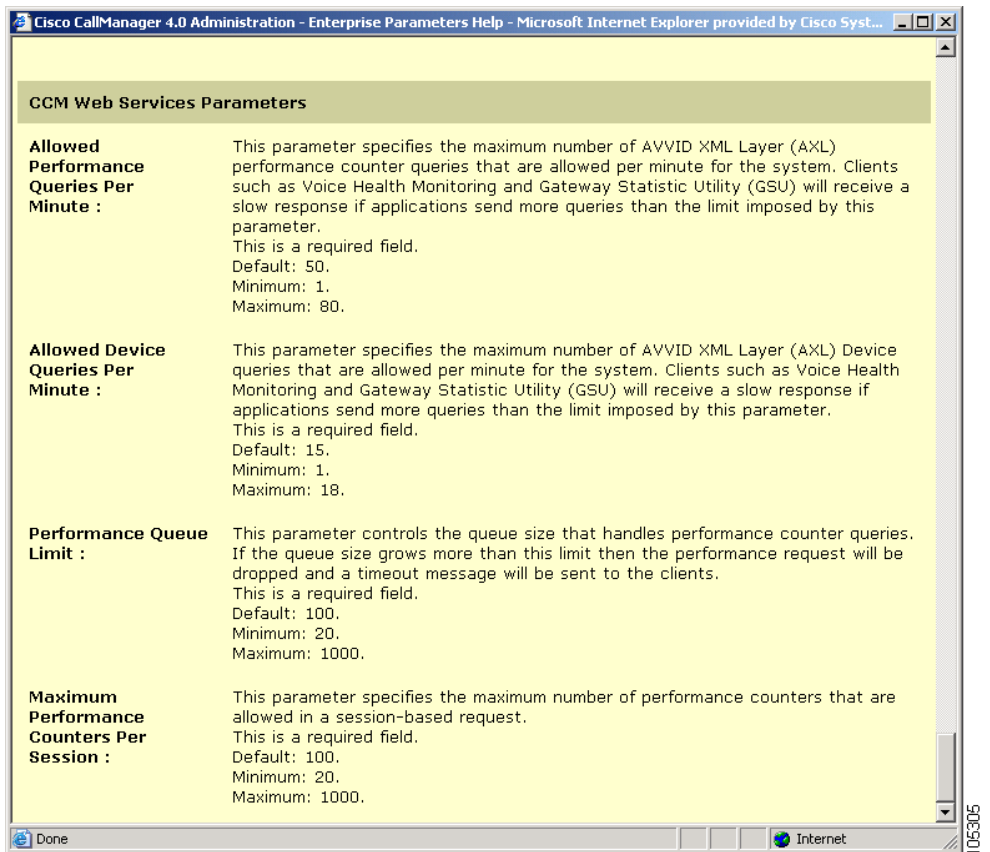 Cisco CallManager 4.0 Administration - Enterprise Parameters Help - Microsoft Internet Explorer provided by Cisco Syst...
CCM Web Services Parameters
Allowed
Performance
Queries Per
Minute :
This parameter specifies the maximum number of AVVID XML Layer (AXL)
performance counter queries that are allowed per minute for the system. Clients
such as Voice Health Monitoring and Gateway Statistic Utility (GSU) will receive a
slow response if applications send more queries than the limit imposed by this
parameter.
This is a required field.
Default: 50.
Minimum: 1.
Maximum: 80.
Allowed Device
Queries Per
Minute :
This parameter specifies the maximum number of AVVID XML Layer (AXL) Device
queries that are allowed per minute for the system. Clients such as Voice Health
Monitoring and Gateway Statistic Utility (GSU) will receive a slow response if
applications send more queries than the limit imposed by this parameter.
This is a required field.
Default: 15.
Minimum: 1.
Maximum: 18.
Performance Queue
Limit :
This parameter controls the queue size that handles performance counter queries.
If the queue size grows more than this limit then the performance request will be
dropped and a timeout message will be sent to the clients.
This is a required field.
Default: 100.
Minimum: 20.
Maximum: 1000.
Maximum
Performance
Counters Per
Session :
This parameter specifies the maximum number of performance counters that are
allowed in a session-based request.
This is a required field.
Default: 100.
Minimum: 20.
Maximum: 1000.
Done
Internet
105305